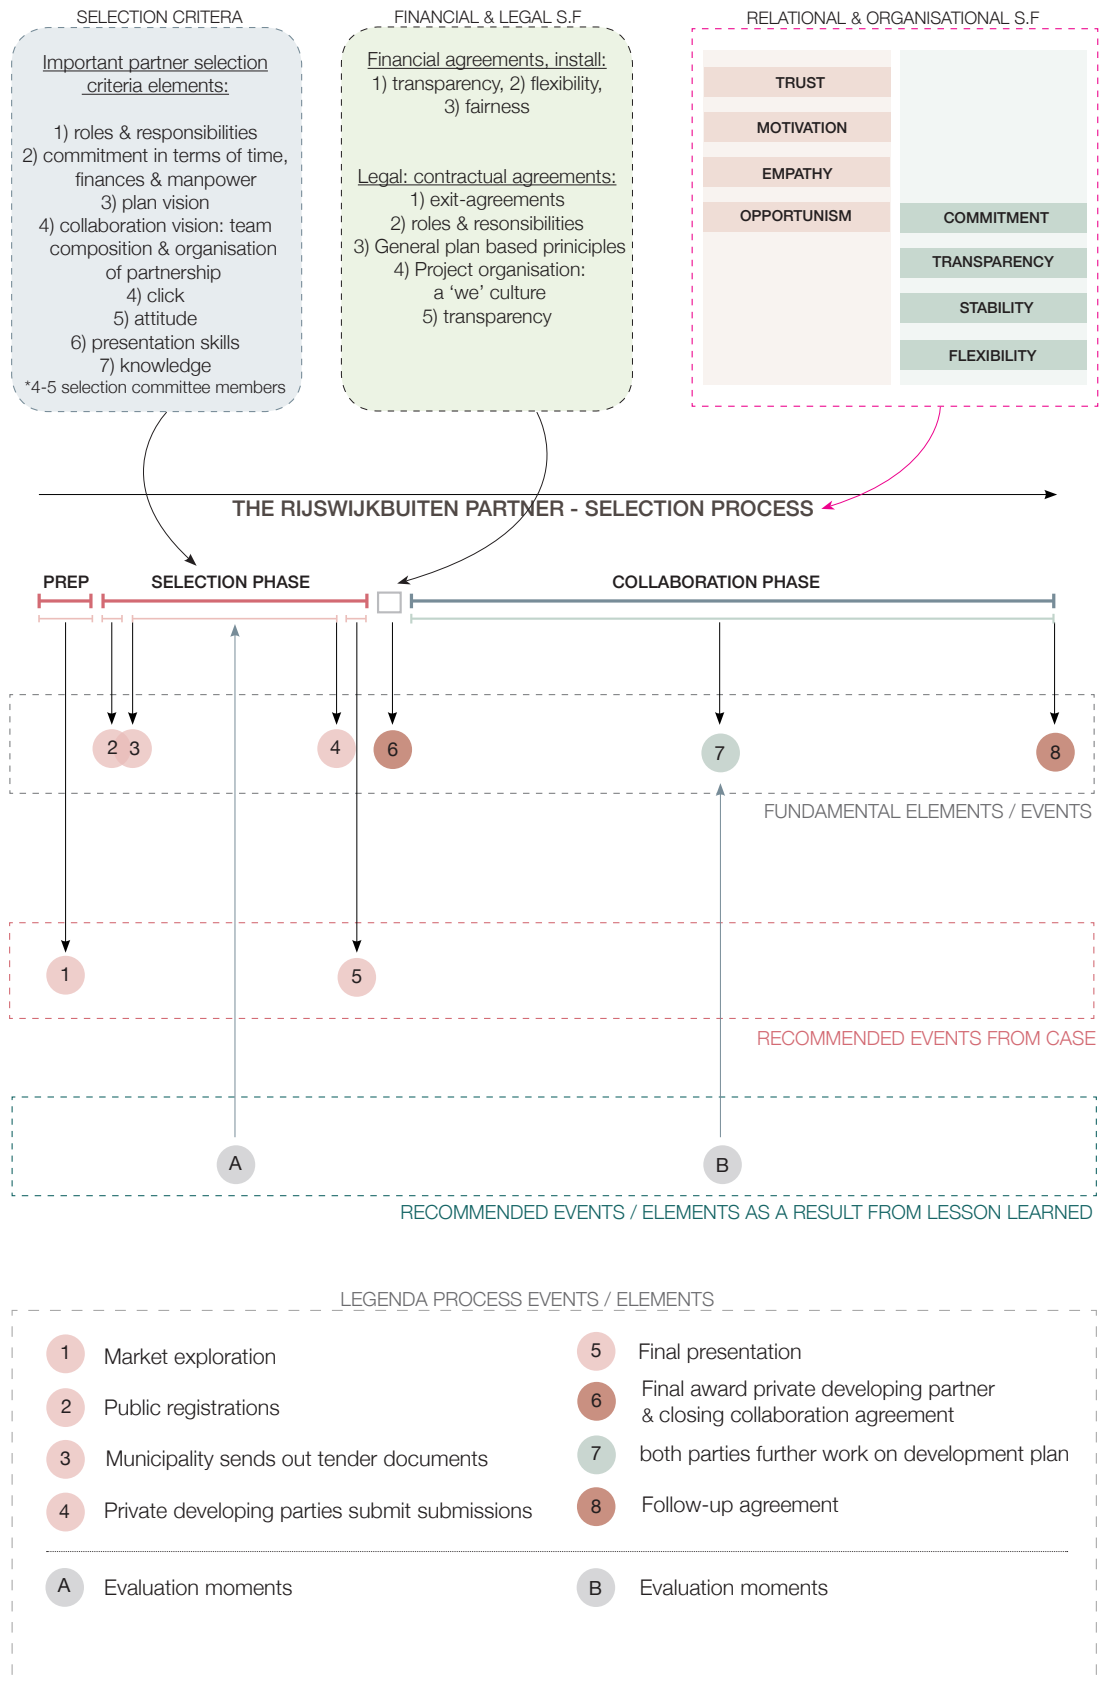 SELECTION CRITERA
Important partner selection
criteria elements:
1) roles & responsibilities
2) commitment in terms of time,
finances & manpower
3) plan vision
4) collaboration vision: team
composition & organisation
of partnership
4) click
5) attitude
6) presentation skills
7) knowledge
*4-5 selection committee members
FINANCIAL & LEGAL S.F
Financial agreements, install:
1) transparency, 2) flexibility,
3) fairness
Legal: contractual agreements:
1) exit-agreements
2) roles & resonsibilities
3) General plan based priniciples
4) Project organisation:
a ‘we’ culture
5) transparency
RELATIONAL & ORGANISATIONAL S.F
TRUST
MOTIVATION
EMPATHY
OPPORTUNISM
COMMITMENT
TRANSPARENCY
STABILITY
FLEXIBILITY
THE RIJSWIJKBUITEN PARTNER - SELECTION PROCESS
PREP
SELECTION PHASE
COLLABORATION PHASE
2
3
4
6
7
8
FUNDAMENTAL ELEMENTS / EVENTS
1
5
RECOMMENDED EVENTS FROM CASE
A
B
RECOMMENDED EVENTS / ELEMENTS AS A RESULT FROM LESSON LEARNED
LEGENDA PROCESS EVENTS / ELEMENTS
1 Market exploration
2 Public registrations
3 Municipality sends out tender documents
4 Private developing parties submit submissions
5 Final presentation
6 Final award private developing partner
& closing collaboration agreement
7 both parties further work on development plan
8 Follow-up agreement
A Evaluation moments
B Evaluation moments